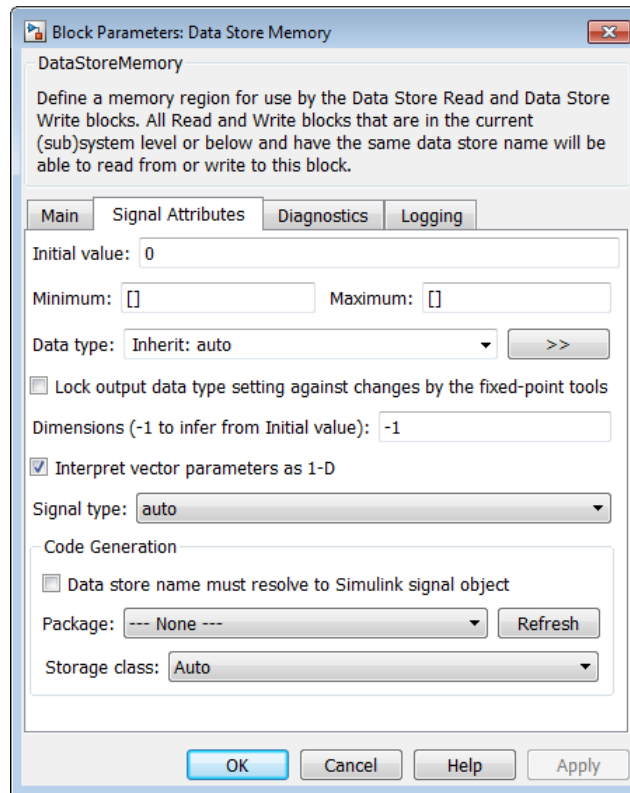 Block Parameters: Data Store Memory
DataStoreMemory
Define a memory region for use by the Data Store Read and Data Store
Write blocks. All Read and Write blocks that are in the current
(sub)system level or below and have the same data store name will be
able to read from or write to this block.
Main Signal Attributes Diagnostics Logging
Initial value: 0
Minimum: [] Maximum: []
Data type: Inherit: auto >>
Lock output data type setting against changes by the fixed-point tools
Dimensions (-1 to infer from Initial value): -1
Interpret vector parameters as 1-D
Signal type: auto
Code Generation
Data store name must resolve to Simulink signal object
Package: --- None --- Refresh
Storage class: Auto
OK Cancel Help Apply